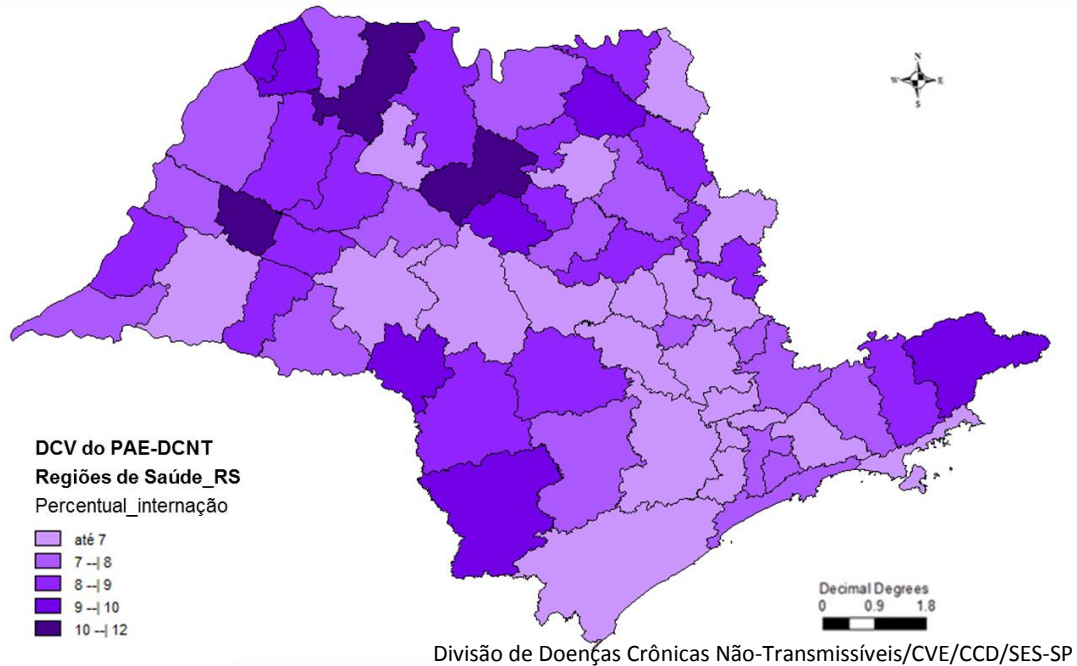 N
W E
S
DCV do PAE-DCNT
Regiões de Saúde_RS
Percentual_internação
até 7
7 --| 8
8 --| 9
9 --| 10
10 --| 12
Decimal Degrees
0 0.9 1.8
Divisão de Doenças Crônicas Não-Transmissíveis/CVE/CCD/SES-SP